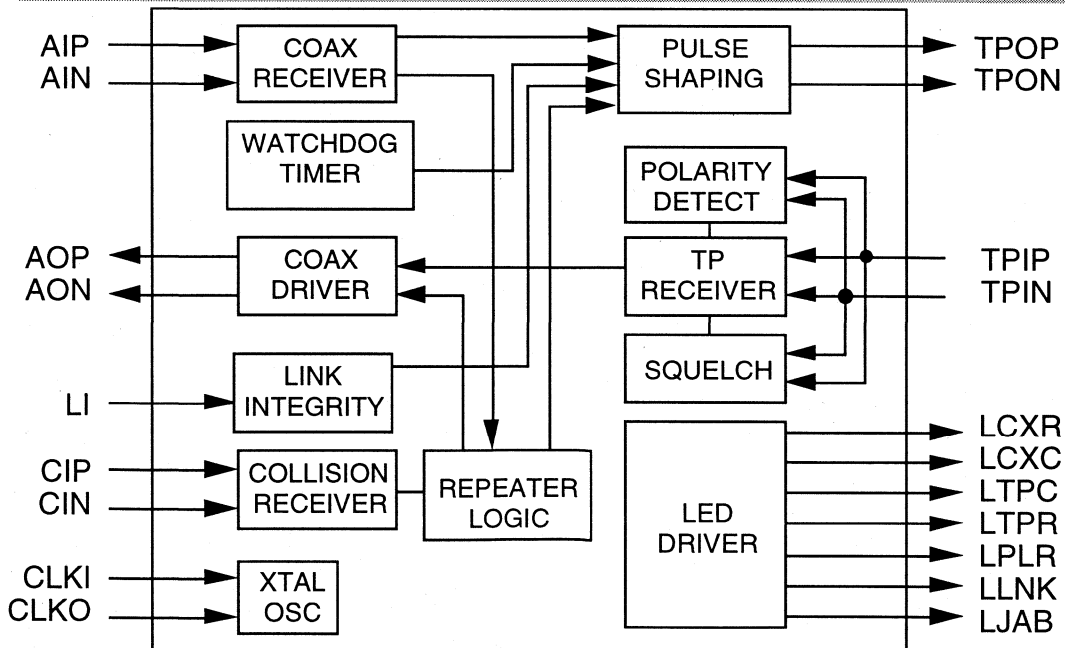 AIP
AIN
COAX
RECEIVER
PULSE
SHAPING
TPOP
TPON
WATCHDOG
TIMER
POLARITY
DETECT
AOP
AON
COAX
DRIVER
TP
RECEIVER
TPIP
TPIN
LI
LINK
INTEGRITY
SQUELCH
CIP
CIN
COLLISION
RECEIVER
REPEATER
LOGIC
LED
DRIVER
LCXR
LCXC
LTPC
LTPR
LPLR
LLNK
LJAB
CLKI
CLKO
XTAL
OSC